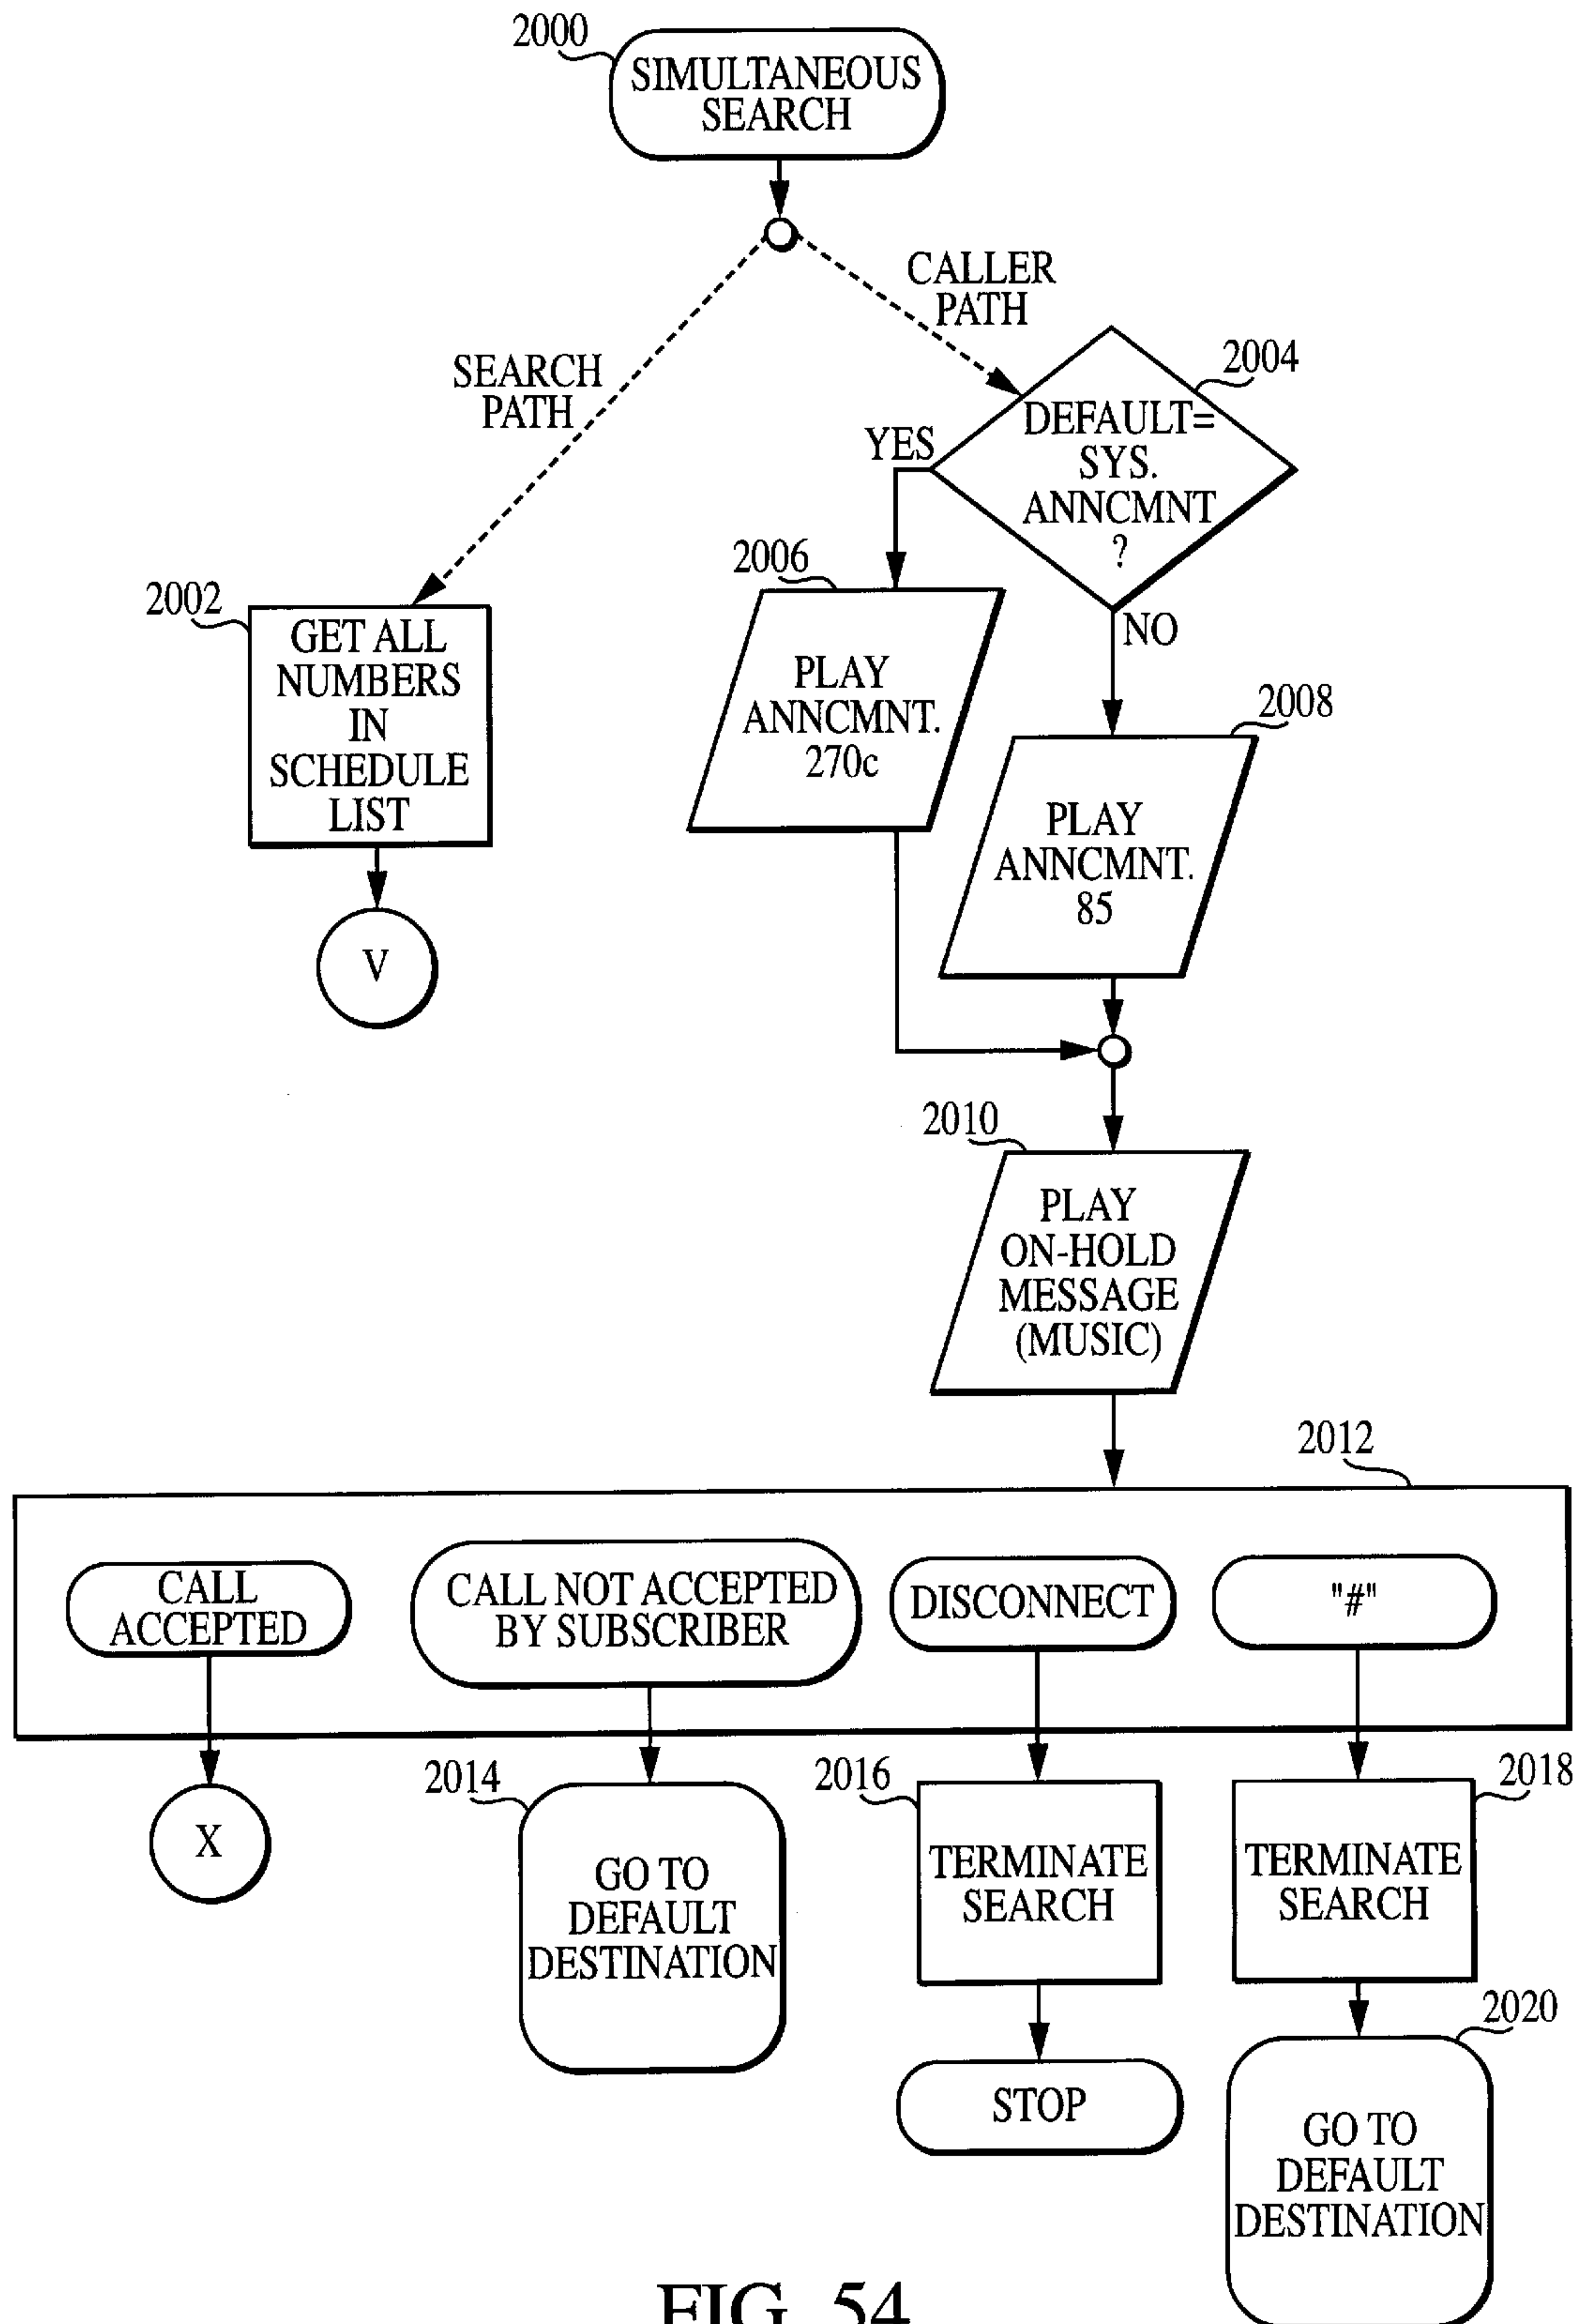 2000
SIMULTANEOUS
SEARCH
CALLER
PATH
SEARCH
PATH
2004
DEFAULT=
SYS.
ANNCMNT
?
YES
NO
2002
GET ALL
NUMBERS
IN
SCHEDULE
LIST
V
2006
PLAY
ANNCMNT.
270c
2008
PLAY
ANNCMNT.
85
2010
PLAY
ON-HOLD
MESSAGE
(MUSIC)
2012
CALL
ACCEPTED
CALL NOT ACCEPTED
BY SUBSCRIBER
DISCONNECT
"#"
X
2014
GO TO
DEFAULT
DESTINATION
2016
TERMINATE
SEARCH
STOP
2018
TERMINATE
SEARCH
2020
GO TO
DEFAULT
DESTINATION
FIG. 54